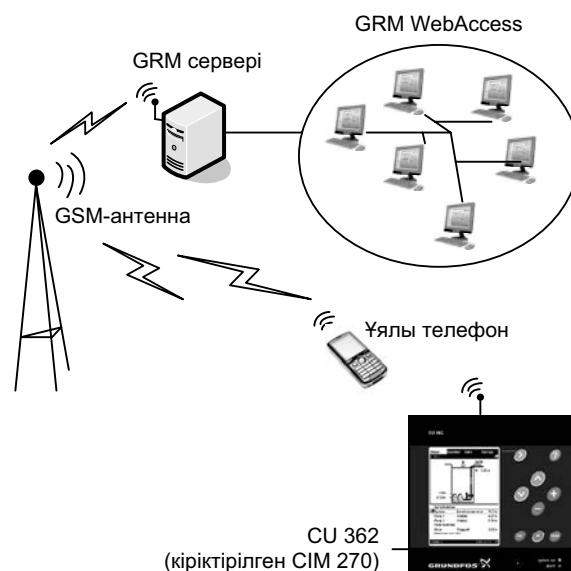 GRM WebAccess
GRM сервері
GSM-антенна
Ұялы телефон
CU 362
(кіріктірілген CIM 270)
GRUNDFOS